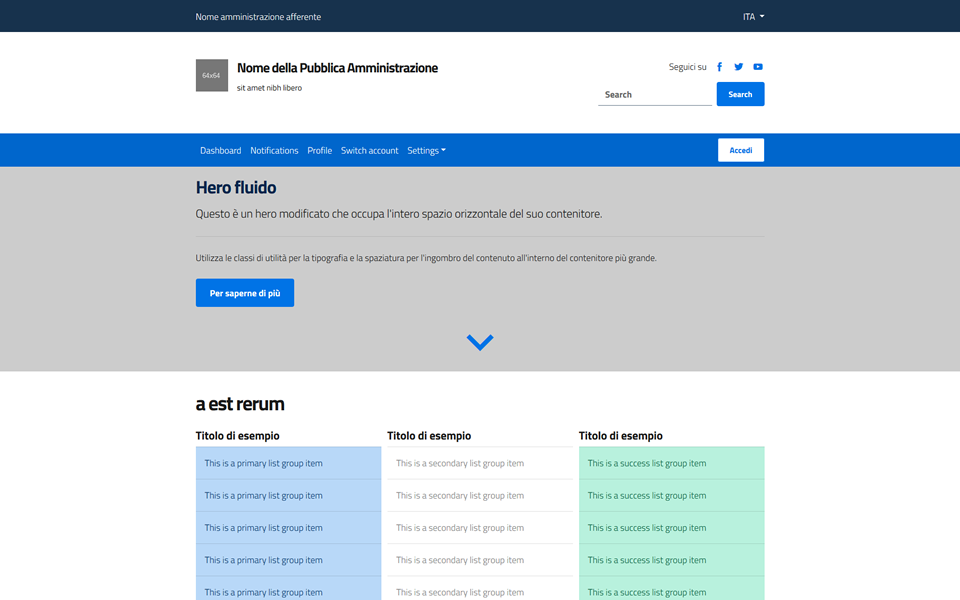 Nome amministrazione afferente
ITA
64x64
Nome della Pubblica Amministrazione
sit amet nibh libero
Seguici su
Search
Search
Dashboard Notifications Profile Switch account Settings
Accedi
Hero fluido
Questo è un hero modificato che occupa l'intero spazio orizzontale del suo contenitore.
Utilizza le classi di utilità per la tipografia e la spaziatura per l'ingombro del contenuto all'interno del contenitore più grande.
Per saperne di più
a est rerum
Titolo di esempio
This is a primary list group item
This is a primary list group item
This is a primary list group item
This is a primary list group item
This is a primary list group item
Titolo di esempio
This is a secondary list group item
This is a secondary list group item
This is a secondary list group item
This is a secondary list group item
This is a secondary list group item
Titolo di esempio
This is a success list group item
This is a success list group item
This is a success list group item
This is a success list group item
This is a success list group item